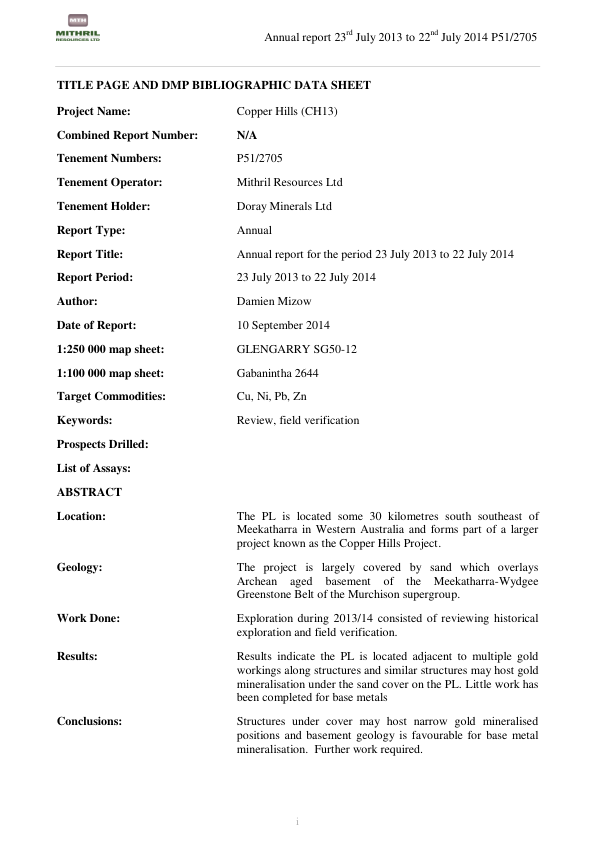 MTH
MITHRIL
RESOURCES LTD
Annual report 23rd July 2013 to 22nd July 2014 P51/2705
TITLE PAGE AND DMP BIBLIOGRAPHIC DATA SHEET
Project Name: Copper Hills (CH13)
Combined Report Number: N/A
Tenement Numbers: P51/2705
Tenement Operator: Mithril Resources Ltd
Tenement Holder: Doray Minerals Ltd
Report Type: Annual
Report Title: Annual report for the period 23 July 2013 to 22 July 2014
Report Period: 23 July 2013 to 22 July 2014
Author: Damien Mizow
Date of Report: 10 September 2014
1:250 000 map sheet: GLENGARRY SG50-12
1:100 000 map sheet: Gabanintha 2644
Target Commodities: Cu, Ni, Pb, Zn
Keywords: Review, field verification
Prospects Drilled:
List of Assays:
ABSTRACT
Location: The PL is located some 30 kilometres south southeast of
Meekatharra in Western Australia and forms part of a larger
project known as the Copper Hills Project.
Geology: The project is largely covered by sand which overlays
Archean aged basement of the Meekatharra-Wydgee
Greenstone Belt of the Murchison supergroup.
Work Done: Exploration during 2013/14 consisted of reviewing historical
exploration and field verification.
Results: Results indicate the PL is located adjacent to multiple gold
workings along structures and similar structures may host gold
mineralisation under the sand cover on the PL. Little work has
been completed for base metals
Conclusions: Structures under cover may host narrow gold mineralised
positions and basement geology is favourable for base metal
mineralisation. Further work required.
i